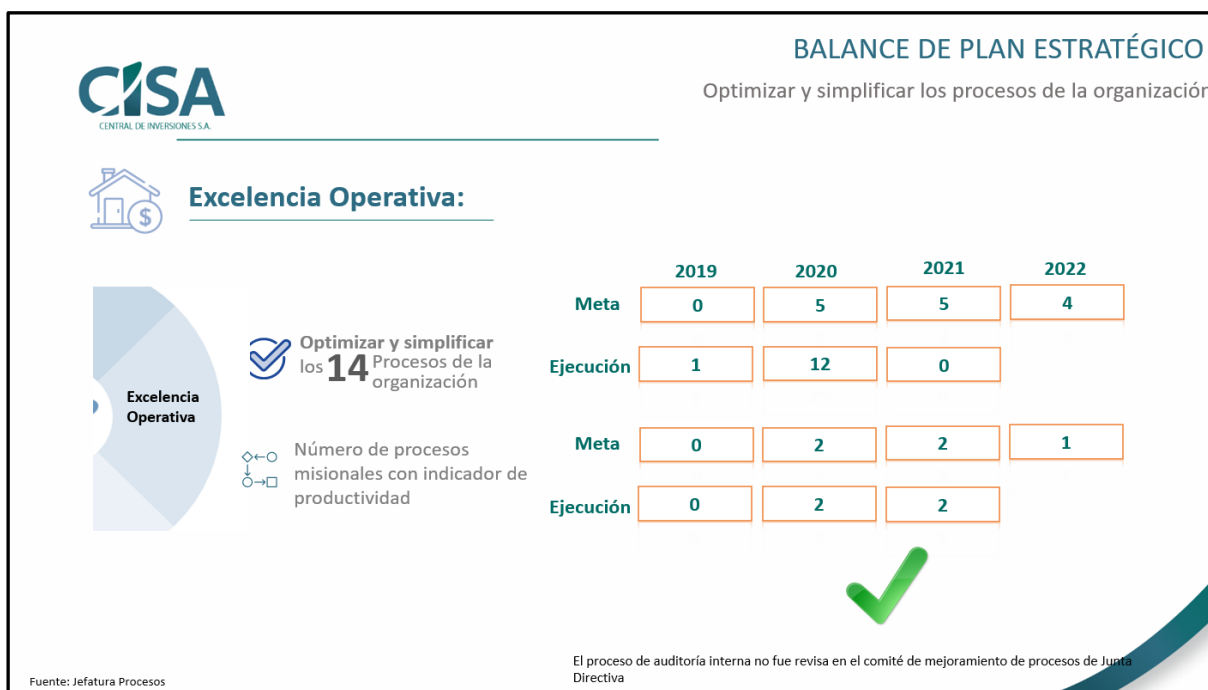 CISA
CENTRAL DE INVERSIONES S.A.
BALANCE DE PLAN ESTRATÉGICO
Optimizar y simplificar los procesos de la organización
Excelencia Operativa:
$
2019 2020 2021 2022
Meta 0 5 5 4
Optimizar y simplificar
los 14 Procesos de la
organización
Ejecución 1 12 0
Excelencia
Operativa
Número de procesos
misionales con indicador de
productividad
Meta 0 2 2 1
Ejecución 0 2 2
El proceso de auditoría interna no fue revisa en el comité de mejoramiento de procesos de Junta
Directiva
Fuente: Jefatura Procesos